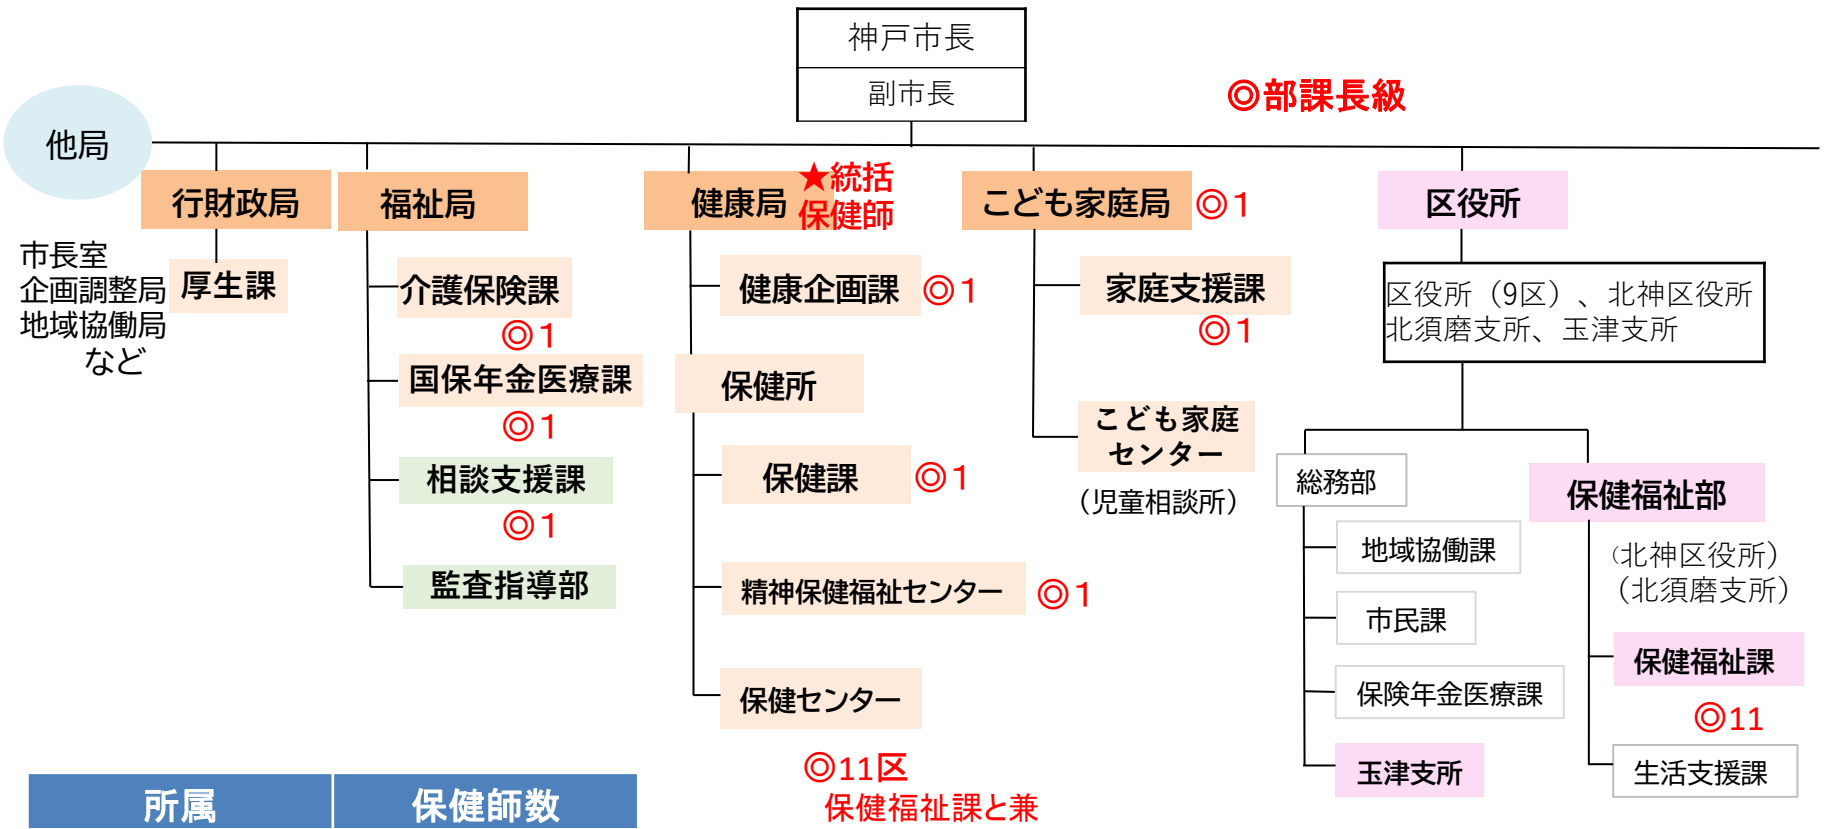 神戸市長
副市長
◎部課長級
他局
市長室
企画調整局
地域協働局
など
行財政局
厚生課
福祉局
介護保険課
◎1
国保年金医療課
◎1
相談支援課
◎1
監査指導部
健康局
★統括
保健師
健康企画課
◎1
保健所
保健課
◎1
精神保健福祉センター
◎1
保健センター
◎11区
保健福祉課と兼
こども家庭局
◎1
家庭支援課
◎1
こども家庭
センター
（児童相談所）
区役所
区役所（9区）、北神区役所
北須磨支所、玉津支所
総務部
地域協働課
市民課
保険年金医療課
玉津支所
保健福祉部
（北神区役所）
（北須磨支所）
保健福祉課
◎11
生活支援課
所属
保健師数